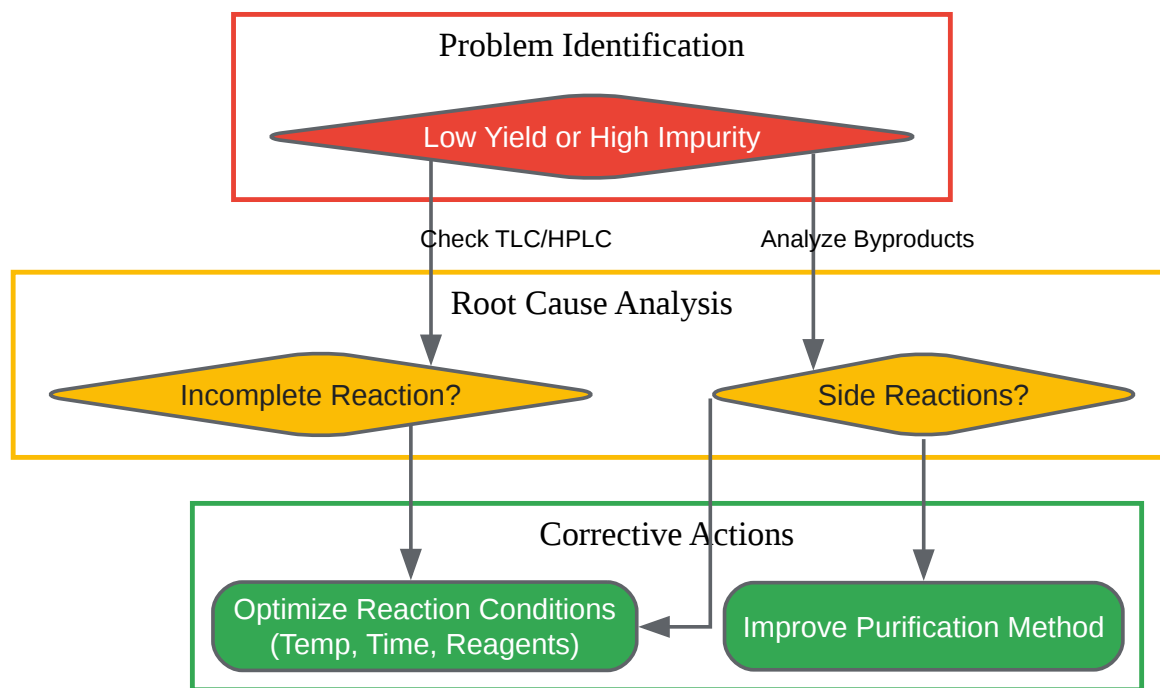 Problem Identification
Low Yield or High Impurity
Check TLC/HPLC
Analyze Byproducts
Root Cause Analysis
Incomplete Reaction?
Side Reactions?
Corrective Actions
Optimize Reaction Conditions
(Temp, Time, Reagents)
Improve Purification Method